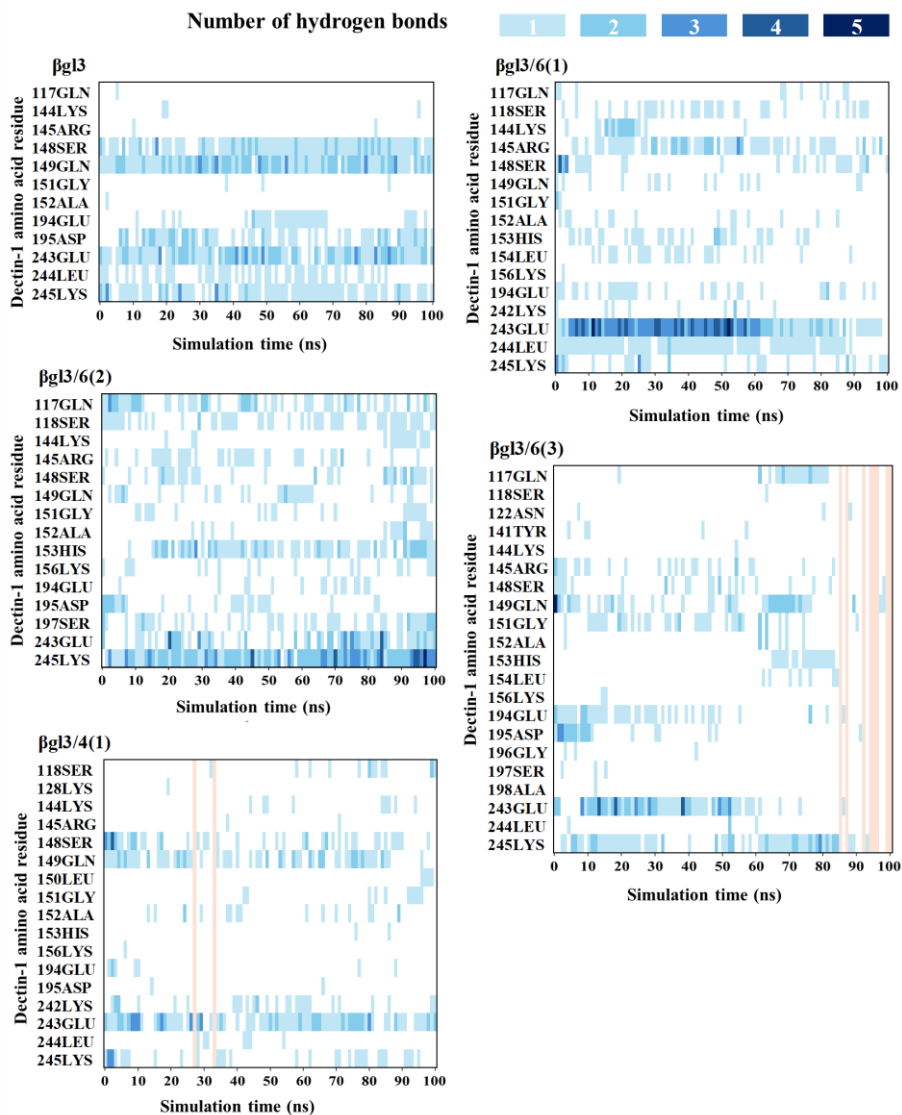 Number of hydrogen bonds
1 2 3 4 5
βgl3
Dectin-1 amino acid residue
117GLN
144LYS
145ARG
148SER
149GLN
151GLY
152ALA
194GLU
195ASP
243GLU
244LEU
245LYS
0 10 20 30 40 50 60 70 80 90 100
Simulation time (ns)
βgl3/6(1)
Dectin-1 amino acid residue
117GLN
118SER
144LYS
145ARG
148SER
149GLN
151GLY
152ALA
153HIS
154LEU
156LYS
194GLU
242LYS
243GLU
244LEU
245LYS
0 10 20 30 40 50 60 70 80 90 100
Simulation time (ns)
βgl3/6(2)
Dectin-1 amino acid residue
117GLN
118SER
144LYS
145ARG
148SER
149GLN
151GLY
152ALA
153HIS
156LYS
194GLU
195ASP
197SER
243GLU
245LYS
0 10 20 30 40 50 60 70 80 90 100
Simulation time (ns)
βgl3/6(3)
Dectin-1 amino acid residue
117GLN
118SER
122ASN
141TYR
144LYS
145ARG
148SER
149GLN
151GLY
152ALA
153HIS
154LEU
156LYS
194GLU
195ASP
196GLY
197SER
198ALA
243GLU
244LEU
245LYS
0 10 20 30 40 50 60 70 80 90 100
Simulation time (ns)
βgl3/4(1)
Dectin-1 amino acid residue
118SER
128LYS
144LYS
145ARG
148SER
149GLN
150LEU
151GLY
152ALA
153HIS
156LYS
194GLU
195ASP
242LYS
243GLU
244LEU
245LYS
0 10 20 30 40 50 60 70 80 90 100
Simulation time (ns)